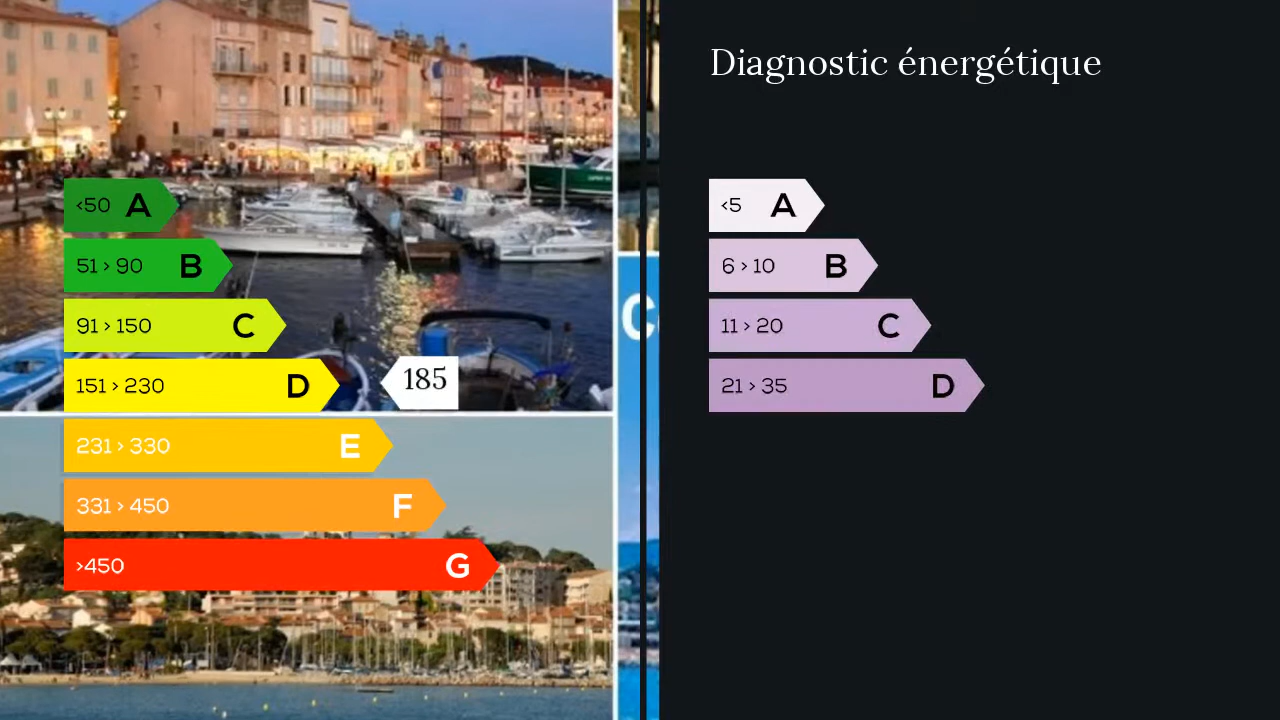 Diagnostic énergétique
<50 A
51 > 90 B
91 > 150 C
151 > 230 D
185
231 > 330 E
331 > 450 F
>450 G
<5 A
6 > 10 B
11 > 20 C
21 > 35 D